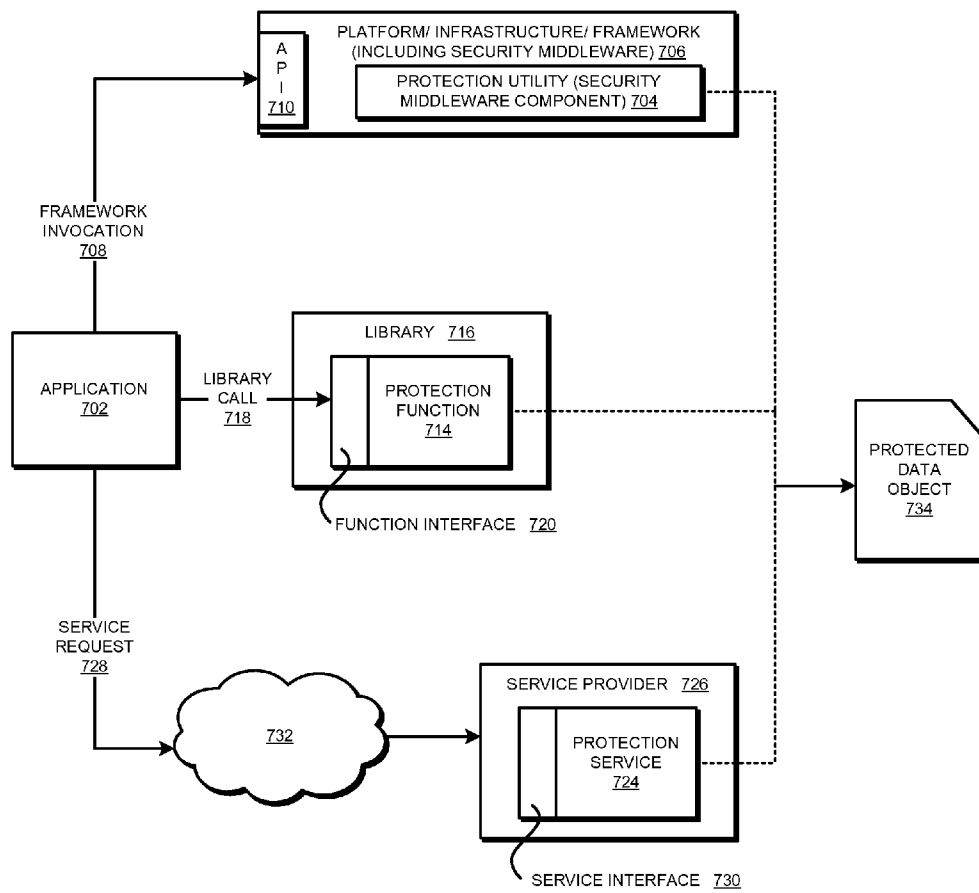 PLATFORM/ INFRASTRUCTURE/ FRAMEWORK
(INCLUDING SECURITY MIDDLEWARE) 706
A
P
I
710
PROTECTION UTILITY (SECURITY
MIDDLEWARE COMPONENT) 704
FRAMEWORK
INVOCATION
708
APPLICATION
702
LIBRARY
CALL
718
LIBRARY 716
PROTECTION
FUNCTION
714
FUNCTION INTERFACE 720
PROTECTED
DATA
OBJECT
734
SERVICE
REQUEST
728
732
SERVICE PROVIDER 726
PROTECTION
SERVICE
724
SERVICE INTERFACE 730